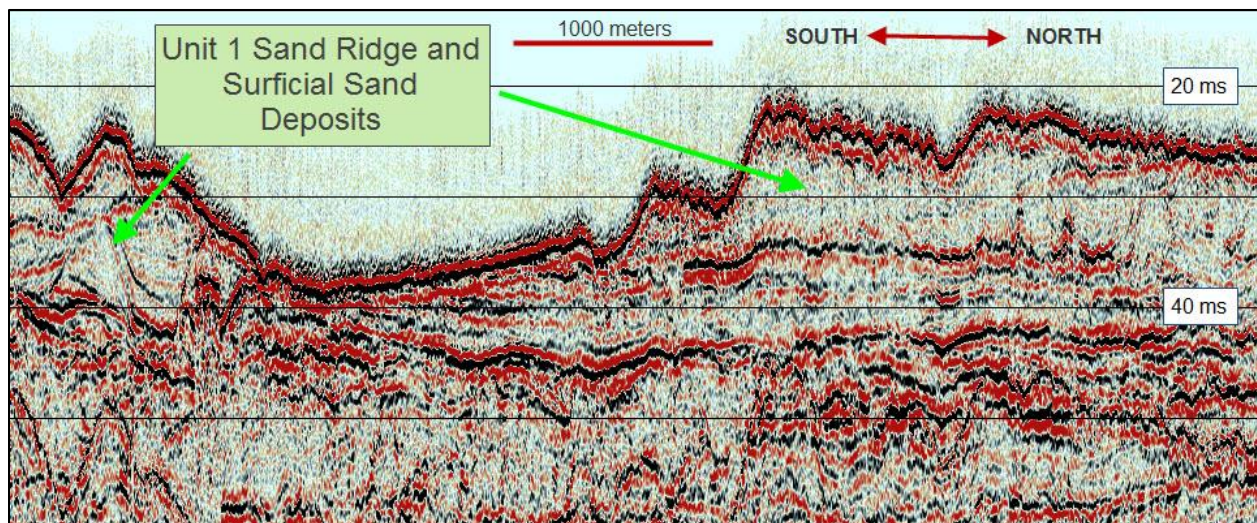 Unit 1 Sand Ridge and
Surficial Sand
Deposits
1000 meters
SOUTH NORTH
20 ms
40 ms